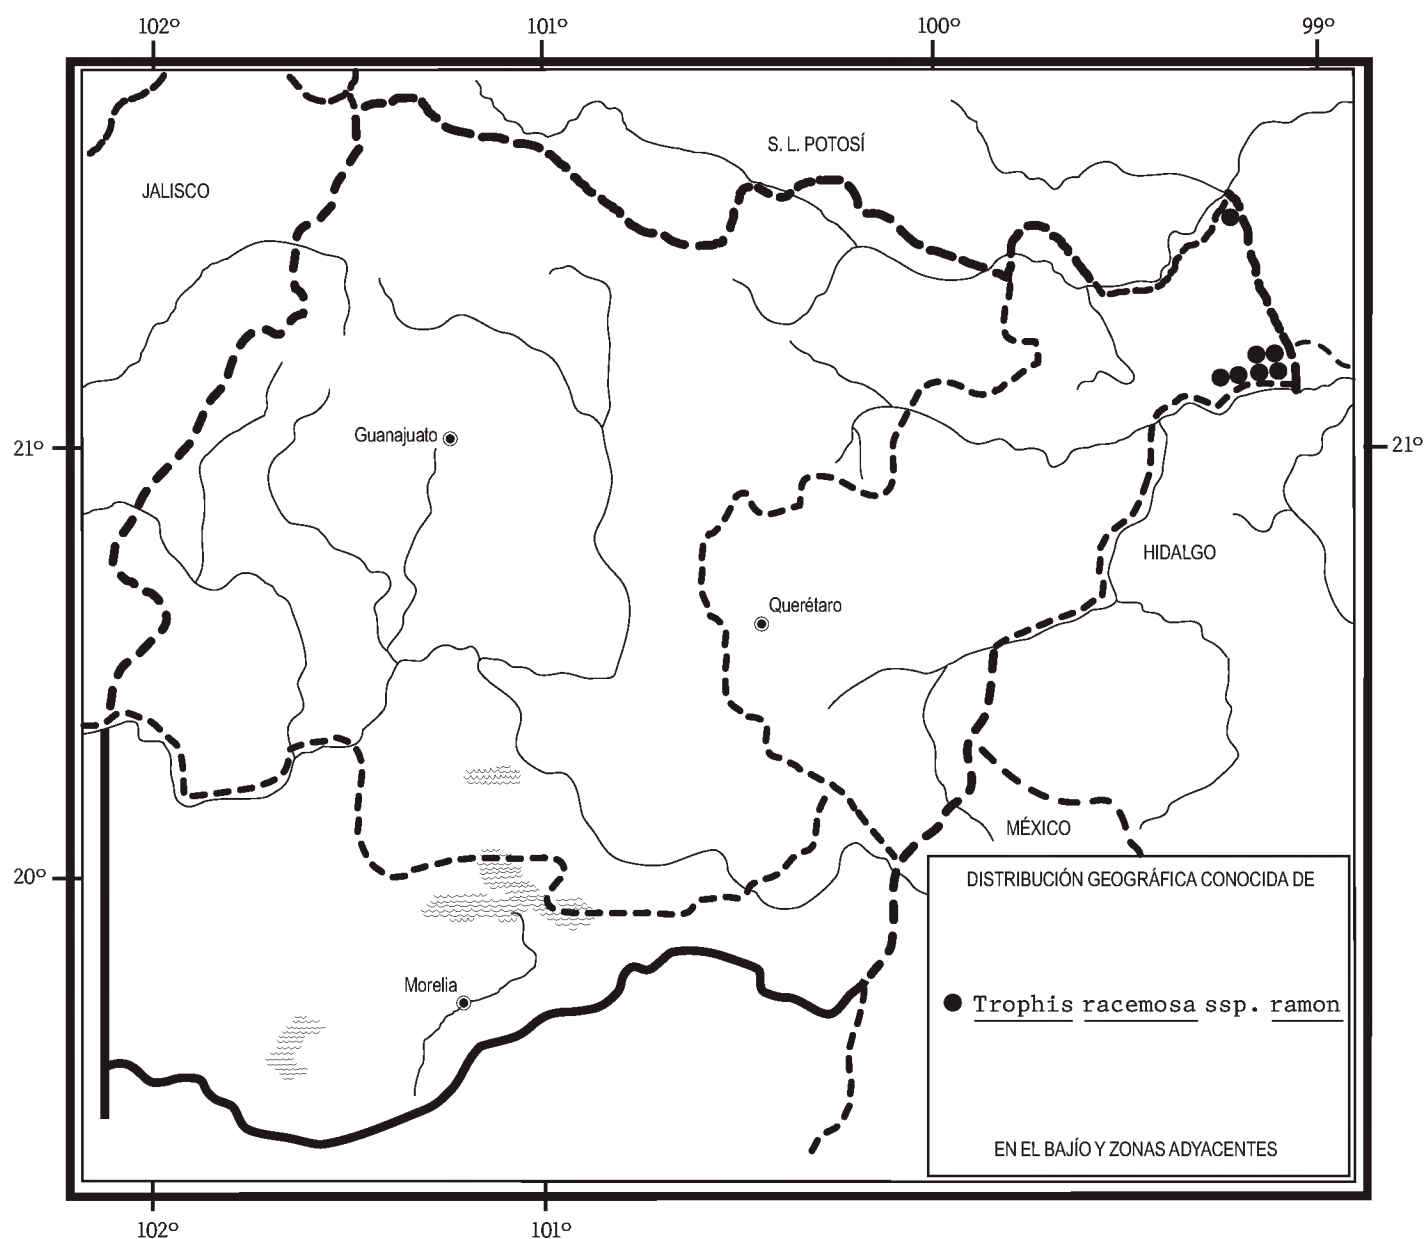 102° 101° 100° 99°
S. L. POTOSÍ
JALISCO
Guanajuato
21° 21°
HIDALGO
Querétaro
MÉXICO
20°
DISTRIBUCIÓN GEOGRÁFICA CONOCIDA DE
Morelia
Trophis racemosa ssp. ramon
EN EL BAJÍO Y ZONAS ADYACENTES
102° 101°